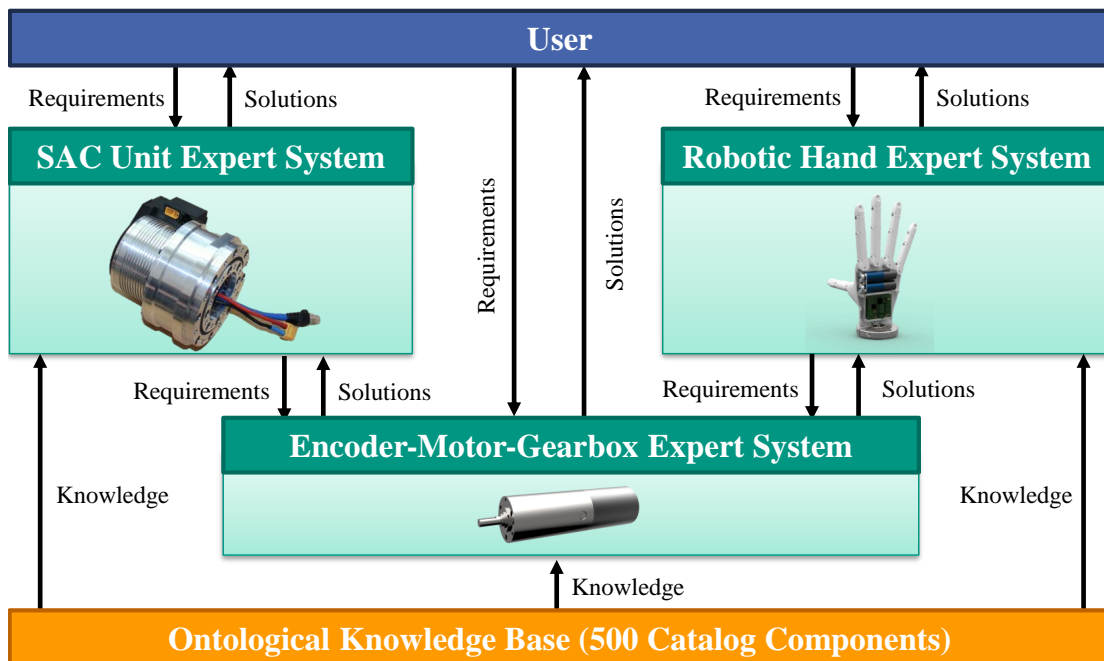 User
Requirements
Solutions
Requirements
Solutions
SAC Unit Expert System
Robotic Hand Expert System
Requirements
Solutions
Requirements
Solutions
Requirements
Solutions
Encoder-Motor-Gearbox Expert System
Knowledge
Knowledge
Knowledge
Ontological Knowledge Base (500 Catalog Components)